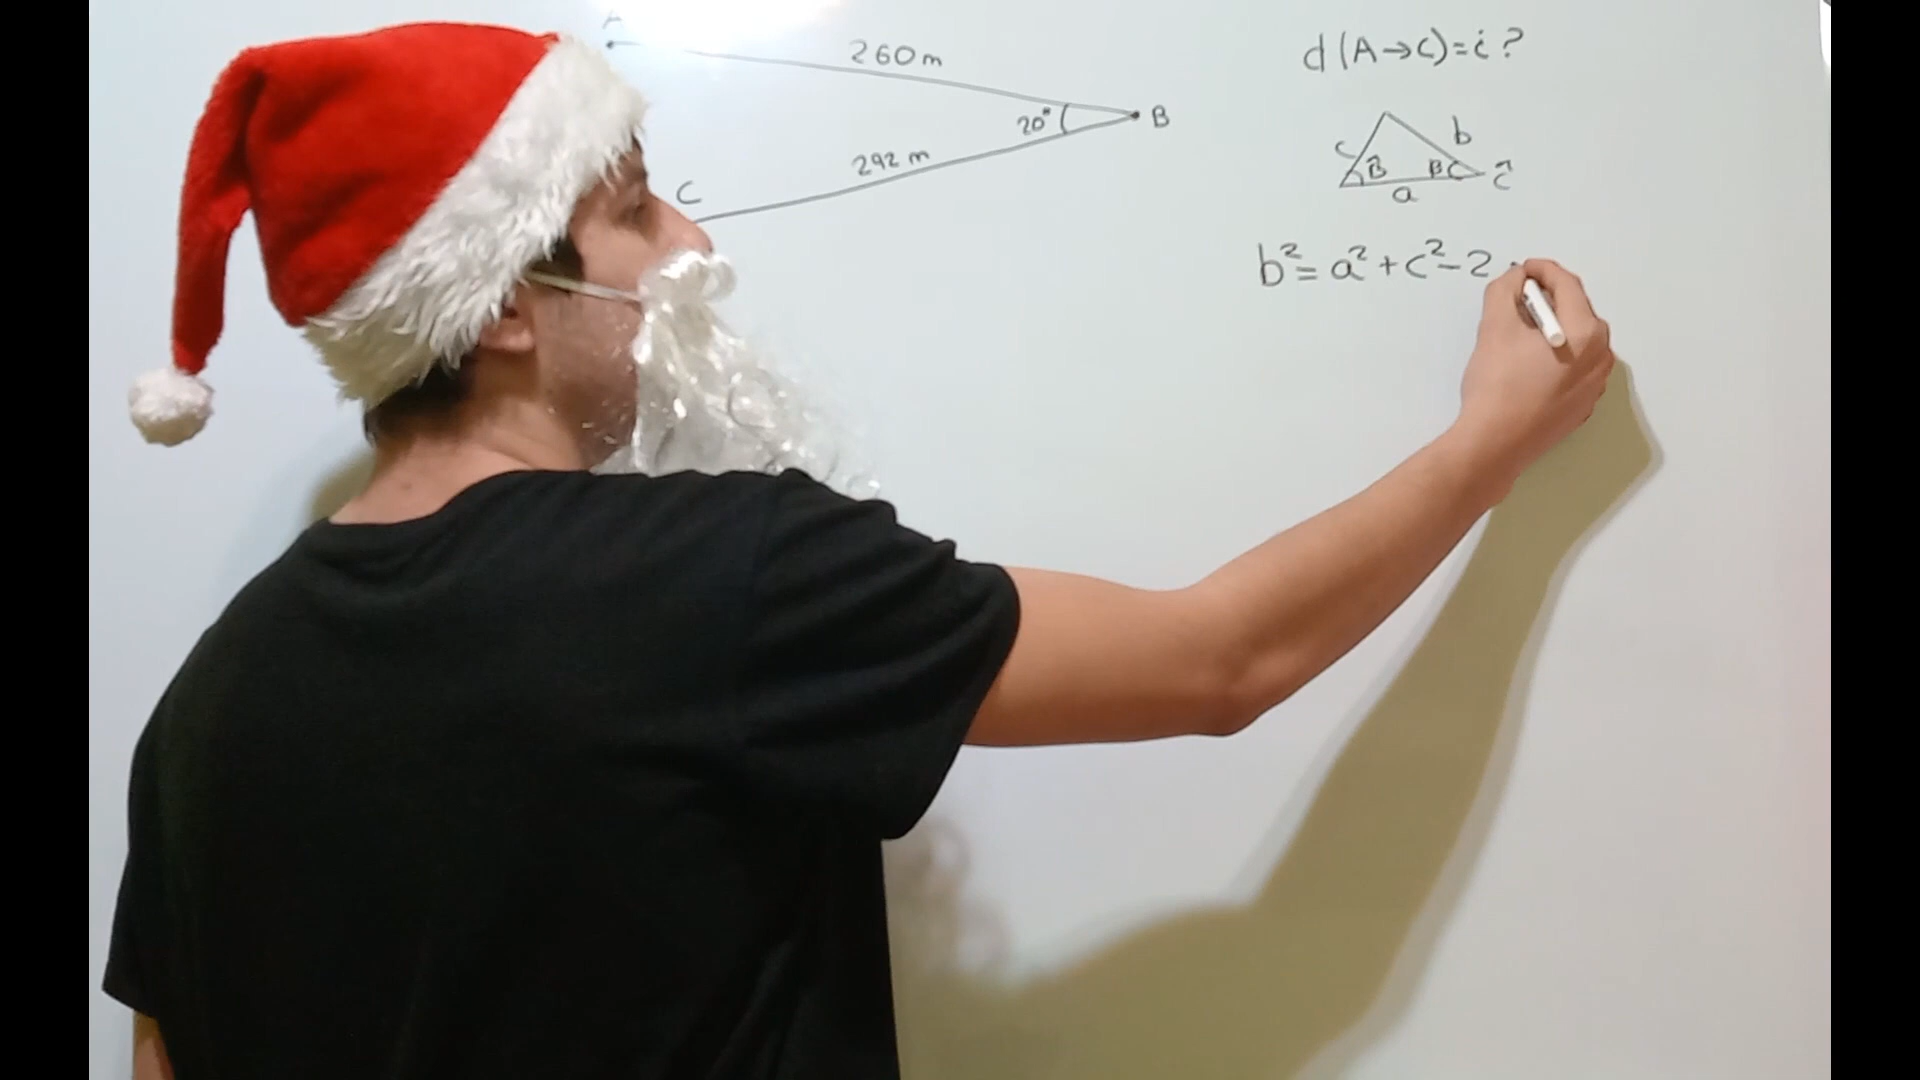 A
260 m
20° B
292 m
C
d (A→C)=¿?
c b
B̂ B Ĉ
a
b² = a² + c² - 2